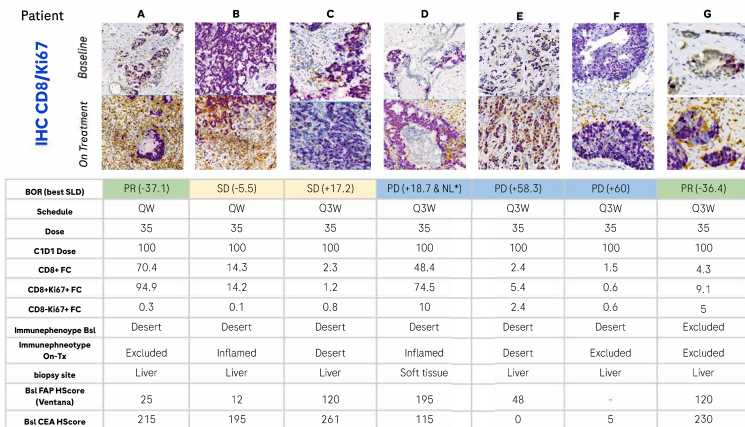 Patient A B C D E F G
IHC CD8/Ki67
Baseline
On Treatment
BOR (best SLD) PR (-37.1) SD (-5.5) SD (+17.2) PD (+18.7 & NL*) PD (+58.3) PD (+60) PR (-36.4)
Schedule QW QW Q3W Q3W Q3W Q3W Q3W
Dose 35 35 35 35 35 35 35
C1D1 Dose 100 100 100 100 100 100 100
CD8+ FC 70.4 14.3 2.3 48.4 2.4 1.5 4.3
CD8+Ki67+ FC 94.9 14.2 1.2 74.5 5.4 0.6 9.1
CD8-Ki67+ FC 0.3 0.1 0.8 10 2.4 0.6 5
Immunephenoype Bsl Desert Desert Desert Desert Desert Desert Excluded
Immunephneotype
On-Tx Excluded Inflamed Desert Inflamed Desert Excluded Excluded
biopsy site Liver Liver Liver Soft tissue Liver Liver Liver
Bsl FAP HScore
(Ventana) 25 12 120 195 48 - 120
Bsl CEA HScore 215 195 261 115 0 5 230